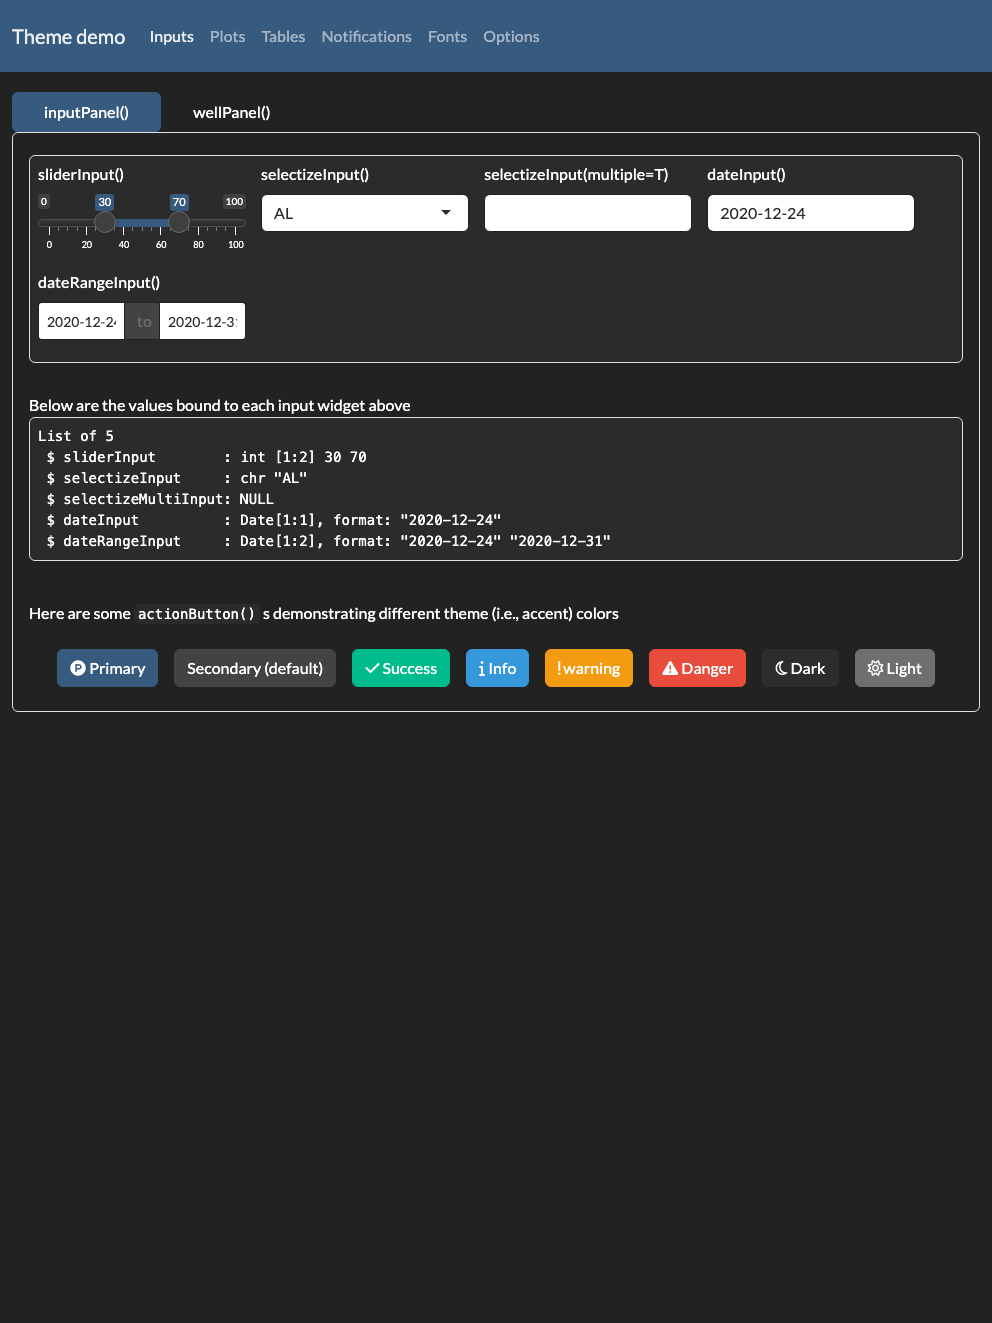 Theme demo Inputs Plots Tables Notifications Fonts Options
inputPanel() wellPanel()
sliderInput() selectizeInput() selectizeInput(multiple=T) dateInput()
0 30 70 100
AL 2020-12-24
0 20 40 60 80 100
dateRangeInput()
2020-12-24 to 2020-12-31
Below are the values bound to each input widget above
List of 5
$ sliderInput : int [1:2] 30 70
$ selectizeInput : chr "AL"
$ selectizeMultiInput: NULL
$ dateInput : Date[1:1], format: "2020-12-24"
$ dateRangeInput : Date[1:2], format: "2020-12-24" "2020-12-31"
Here are some actionButton() s demonstrating different theme (i.e., accent) colors
Primary Secondary (default) Success Info !warning Danger Dark Light